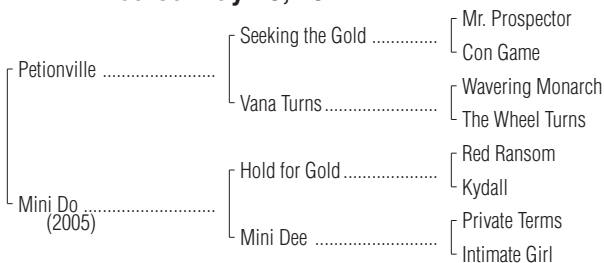 Seeking the Gold .............. Mr. Prospector
Con Game
Petionville .......................
Vana Turns........................ Wavering Monarch
The Wheel Turns
Hold for Gold.................... Red Ransom
Kydall
Mini Do ...........................
(2005)
Mini Dee .......................... Private Terms
Intimate Girl